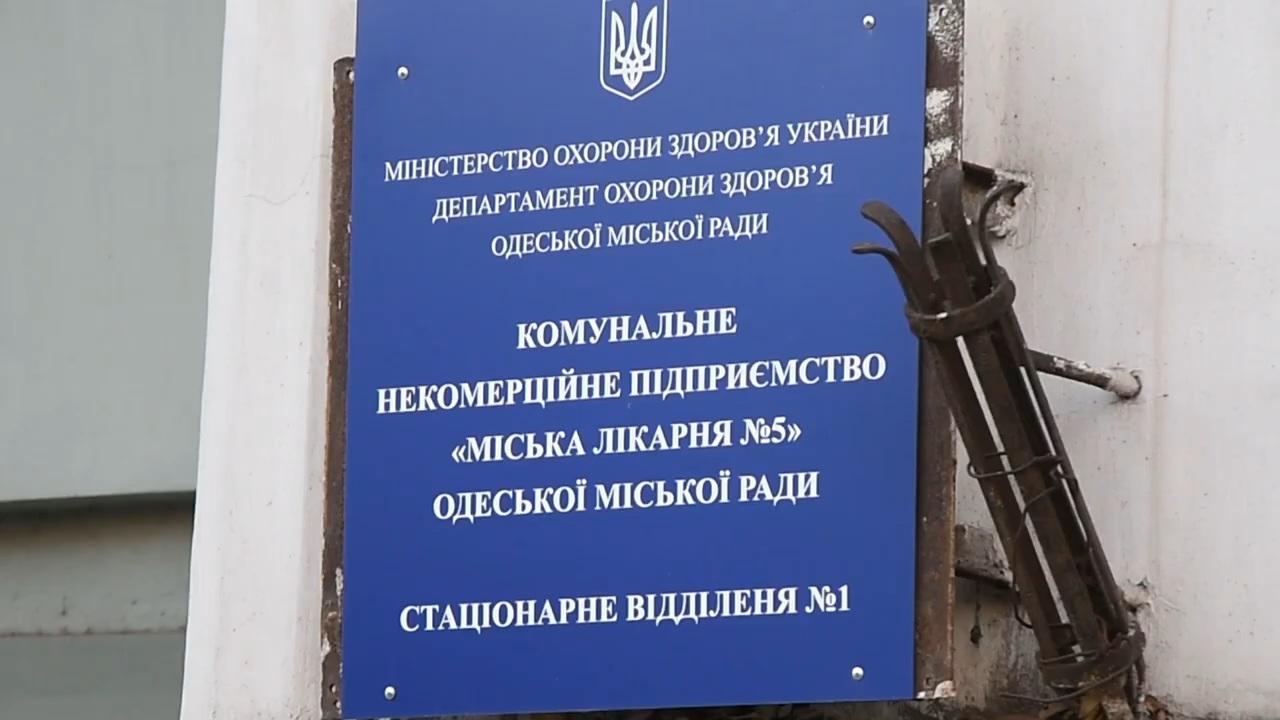 МІНІСТЕРСТВО ОХОРОНИ ЗДОРОВ’Я УКРАЇНИ
ДЕПАРТАМЕНТ ОХОРОНИ ЗДОРОВ’Я
ОДЕСЬКОЇ МІСЬКОЇ РАДИ
КОМУНАЛЬНЕ
НЕКОМЕРЦІЙНЕ ПІДПРИЄМСТВО
«МІСЬКА ЛІКАРНЯ №5»
ОДЕСЬКОЇ МІСЬКОЇ РАДИ
СТАЦІОНАРНЕ ВІДДІЛЕНЯ №1